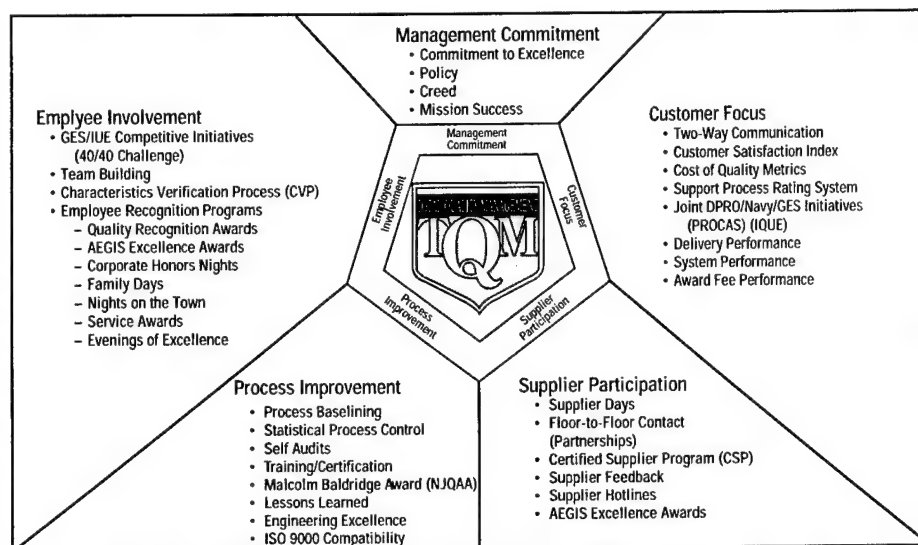 Management Commitment
• Commitment to Excellence
• Policy
• Creed
• Mission Success
Emplyee Involvement
• GES/IUE Competitive Initiatives
(40/40 Challenge)
• Team Building
• Characteristics Verification Process (CVP)
• Employee Recognition Programs
– Quality Recognition Awards
– AEGIS Excellence Awards
– Corporate Honors Nights
– Family Days
– Nights on the Town
– Service Awards
– Evenings of Excellence
Customer Focus
• Two-Way Communication
• Customer Satisfaction Index
• Cost of Quality Metrics
• Support Process Rating System
• Joint DPRO/Navy/GES Initiatives
(PROCAS) (IQUE)
• Delivery Performance
• System Performance
• Award Fee Performance
Management
Commitment
Employee
Involvement
Customer
Focus
TQM
Process
Improvement
Supplier
Participation
Process Improvement
• Process Baselining
• Statistical Process Control
• Self Audits
• Training/Certification
• Malcolm Baldridge Award (NJQAA)
• Lessons Learned
• Engineering Excellence
• ISO 9000 Compatibility
Supplier Participation
• Supplier Days
• Floor-to-Floor Contact
(Partnerships)
• Certified Supplier Program (CSP)
• Supplier Feedback
• Supplier Hotlines
• AEGIS Excellence Awards